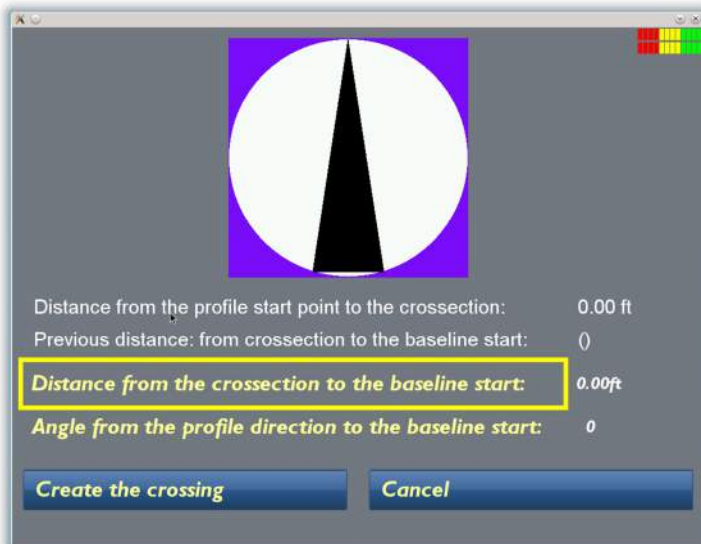 Distance from the profile start point to the crossection: 0.00 ft
Previous distance: from crossection to the baseline start: ()
Distance from the crossection to the baseline start: 0.00ft
Angle from the profile direction to the baseline start: 0
Create the crossing Cancel